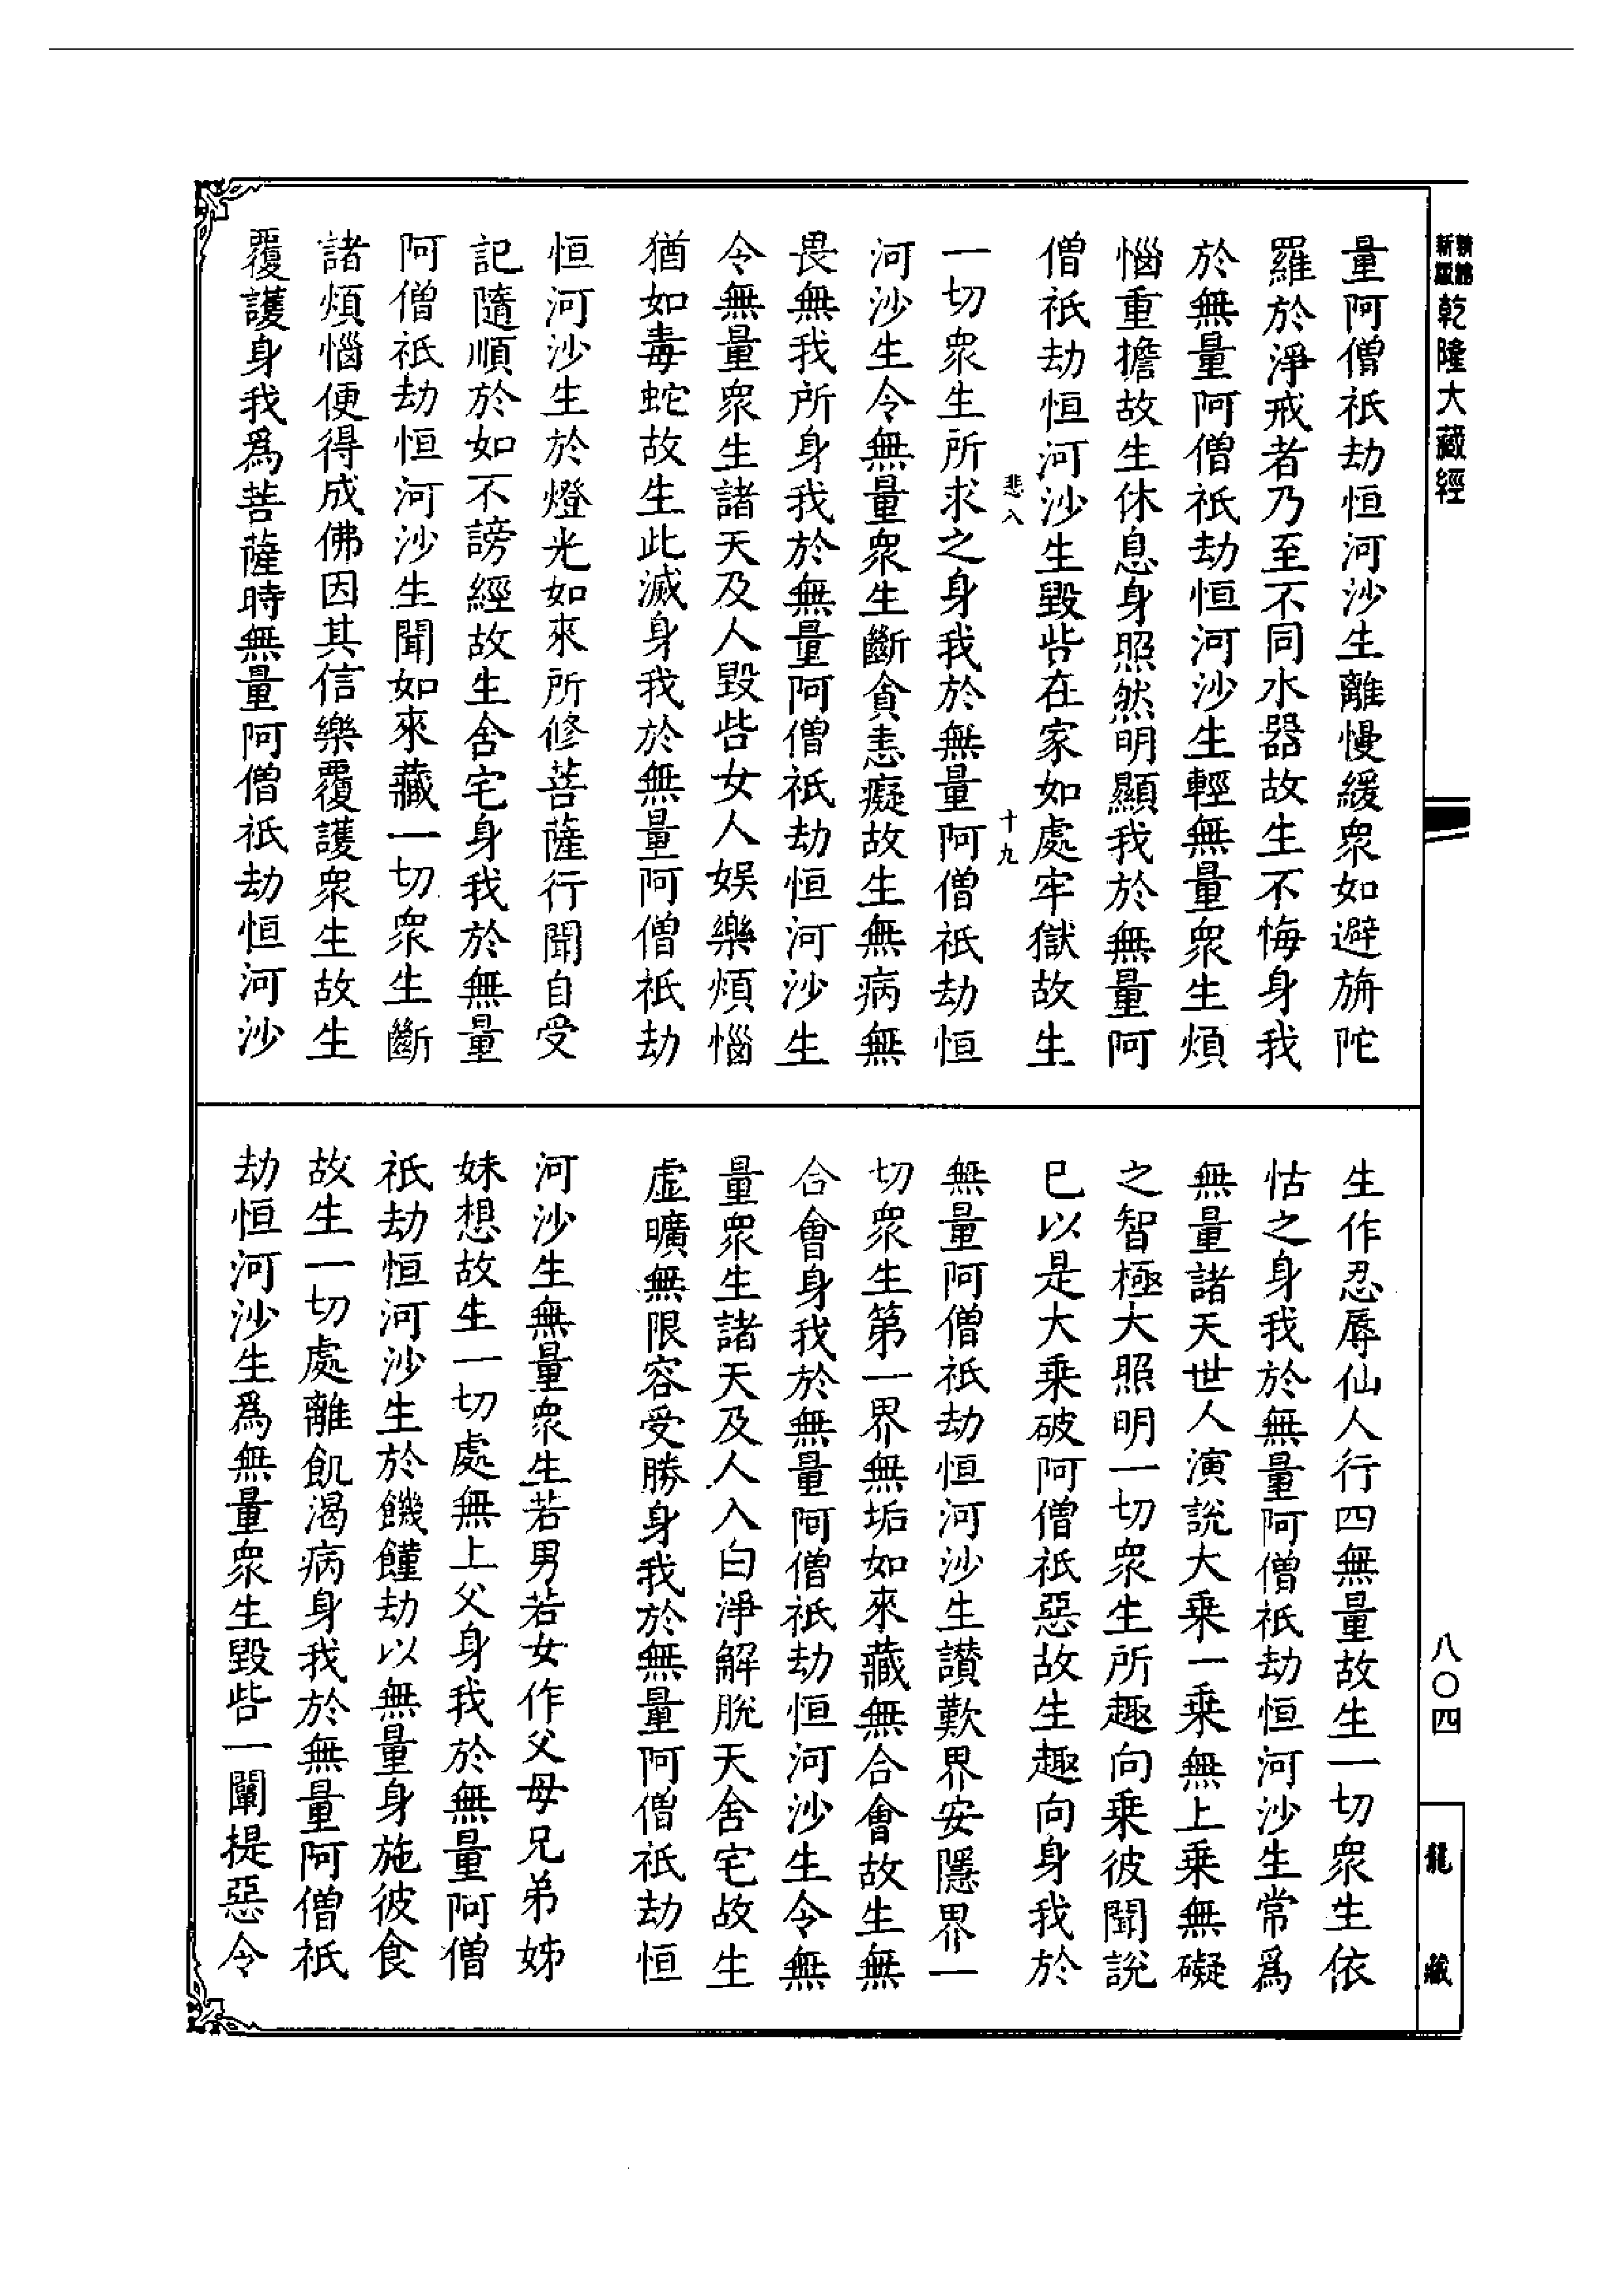 乾隆大藏經
量阿僧祇劫恒河沙生離慢緩衆如避旃陀
羅於淨戒者乃至不同水器故生不悔身我
於無量阿僧祇劫恒河沙生輕無量衆生煩
惱重擔故生休息身照然明顯我於無量阿
僧祇劫恒河沙生毀呰在家如處牢獄故生
悲入 十九
一切衆生所求之身我於無量阿僧祇劫恒
河沙生令無量衆生斷貪恚癡故生無病無
畏無我所身我於無量阿僧祇劫恒河沙生
令無量衆生諸天及人毀呰女人娛樂煩惱
猶如毒蛇故生此滅身我於無量阿僧祇劫
恒河沙生於燈光如來所修菩薩行聞自受
記隨順於如不謗經故生舍宅身我於無量
阿僧祇劫恒河沙生聞如來藏一切衆生斷
諸煩惱便得成佛因其信樂覆護衆生故生
覆護身我爲菩薩時無量阿僧祇劫恒河沙
生作忍辱仙人行四無量故生一切衆生依
怙之身我於無量阿僧祇劫恒河沙生常爲
無量諸天世人演説大乘一乘無上乘無礙
之智極大照明一切衆生所趣向乘彼聞説
已以是大乘破阿僧祇惡故生趣向身我於
無量阿僧祇劫恒河沙生讃歎界安隱界一
切衆生第一界無垢如來藏無合會故生無
合會身我於無量阿僧祇劫恒河沙生令無
量衆生諸天及人入白淨解脱天舍宅故生
虛曠無限容受勝身我於無量阿僧祇劫恒
河沙生無量衆生若男若女作父母兄弟姊
妹想故生一切處無上父身我於無量阿僧
祇劫恒河沙生於饑饉劫以無量身施彼食
故生一切處離飢渴病身我於無量阿僧祇
劫恒河沙生爲無量衆生毀呰一闡提惡令
八〇四
龍藏